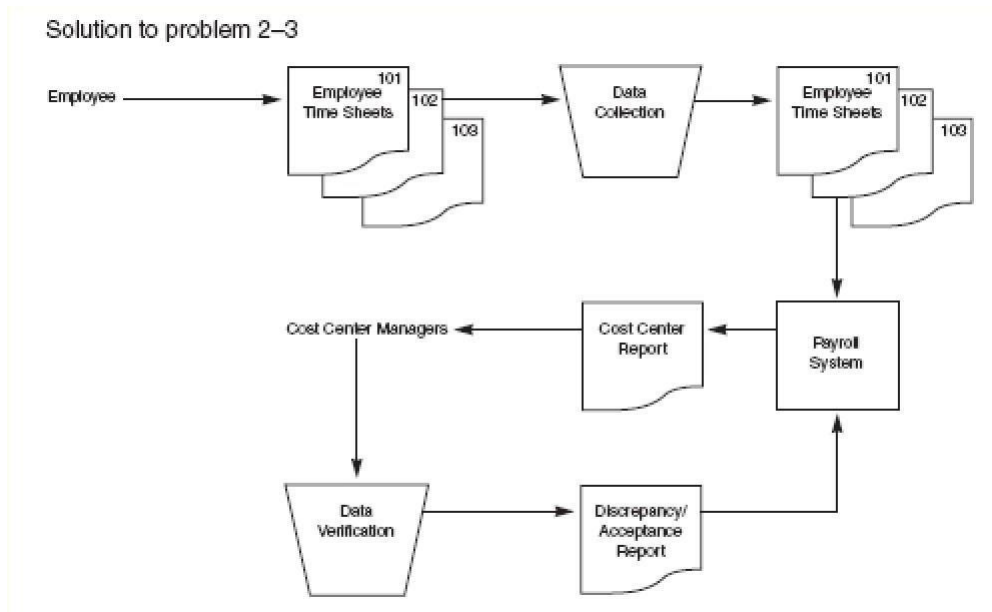 Solution to problem 2–3
Employee
101
Employee
Time Sheets
102
103
Data
Collection
101
Employee
Time Sheets
102
103
Cost Center Managers
Cost Center
Report
Payroll
System
Data
Verification
Discrepancy/
Acceptance
Report